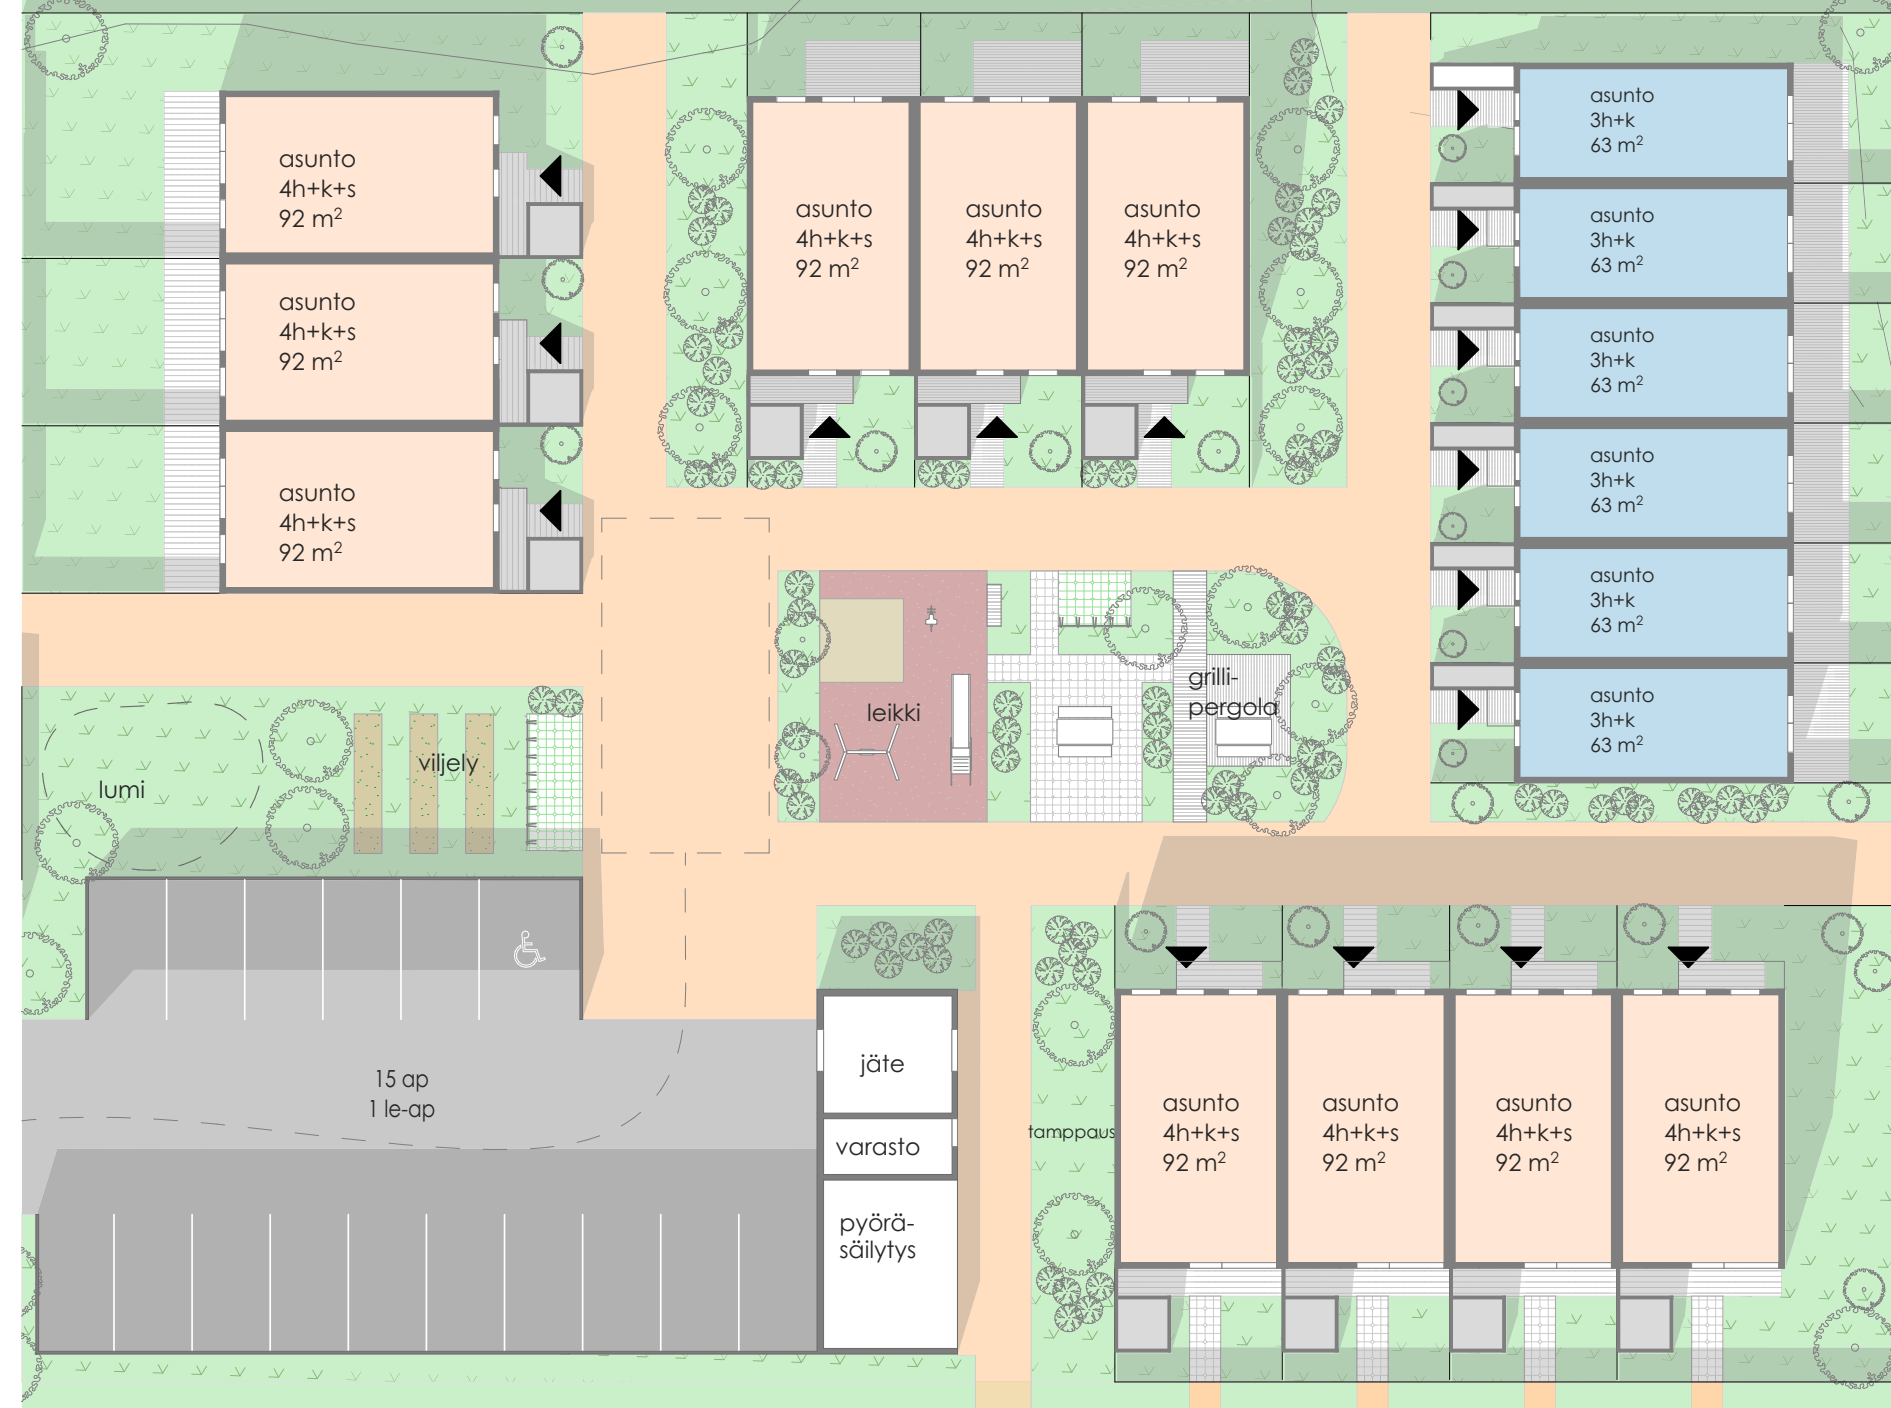 asunto
4h+k+s
92 m²
asunto
4h+k+s
92 m²
asunto
4h+k+s
92 m²
asunto
4h+k+s
92 m²
asunto
4h+k+s
92 m²
asunto
4h+k+s
92 m²
asunto
3h+k
63 m²
asunto
3h+k
63 m²
asunto
3h+k
63 m²
asunto
3h+k
63 m²
asunto
3h+k
63 m²
asunto
3h+k
63 m²
lumi
viljely
leikki
grilli-
pergola
15 ap
1 le-ap
jäte
varasto
pyörä-
säilytys
tamppaus
asunto
4h+k+s
92 m²
asunto
4h+k+s
92 m²
asunto
4h+k+s
92 m²
asunto
4h+k+s
92 m²